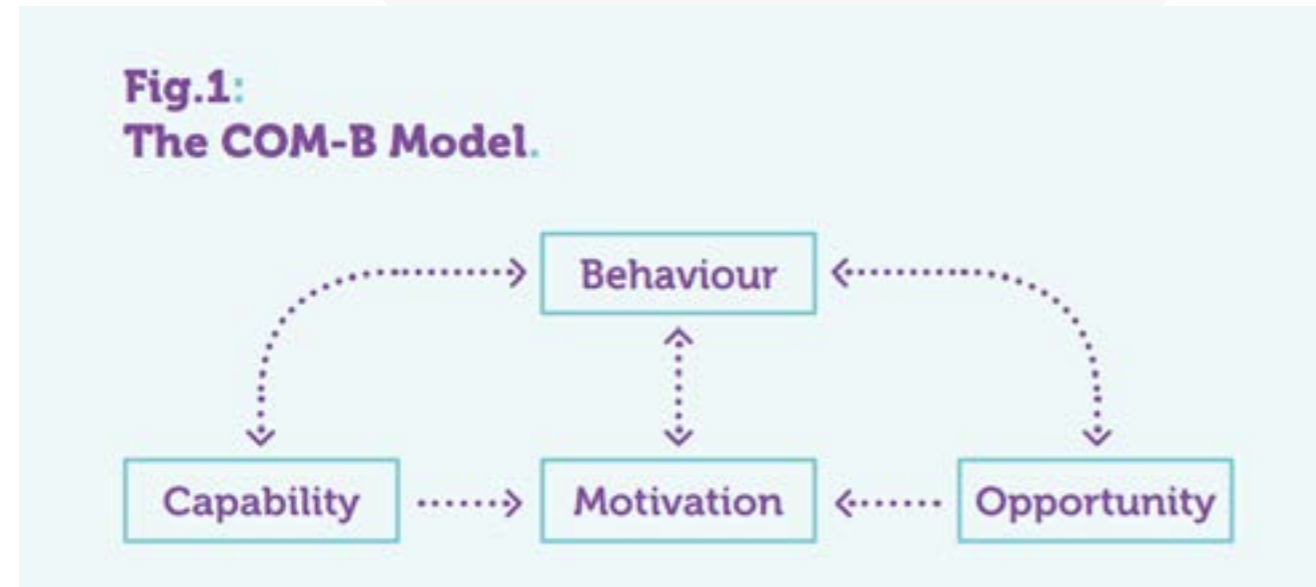 Fig.1:
The COM-B Model.
Behaviour
Capability
Motivation
Opportunity